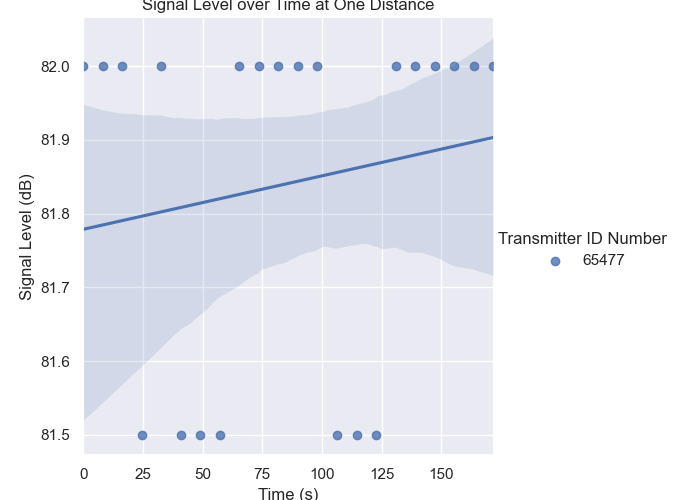 Signal Level over Time at One Distance
82.0
81.9
81.8
81.7
81.6
81.5
Signal Level (dB)
0 25 50 75 100 125 150
Time (s)
Transmitter ID Number
65477